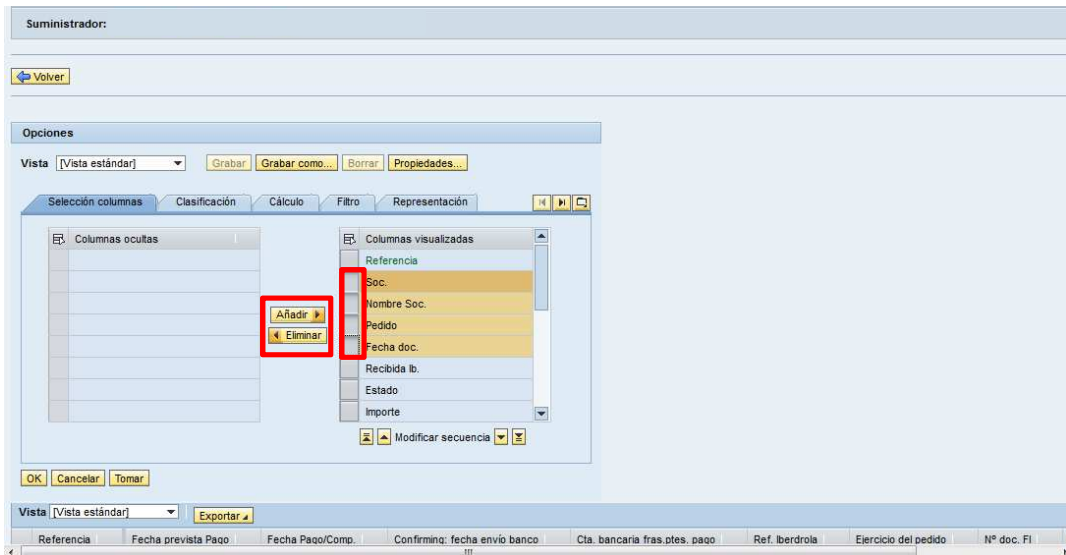 Suministrador:
Volver
Opciones
Vista [Vista estándar] Grabar Grabar como... Borrar Propiedades...
Selección columnas Clasificación Cálculo Filtro Representación
Columnas ocultas Columnas visualizadas
Referencia
Soc.
Nombre Soc.
Añadir
Pedido
Eliminar
Fecha doc.
Recibida Ib.
Estado
Importe
Modificar secuencia
OK Cancelar Tomar
Vista [Vista estándar] Exportar
Referencia Fecha prevista Pago Fecha Pago/Comp. Confirming: fecha envío banco Cta. bancaria fras.ptes. pago Ref. Iberdrola Ejercicio del pedido Nº doc. FI